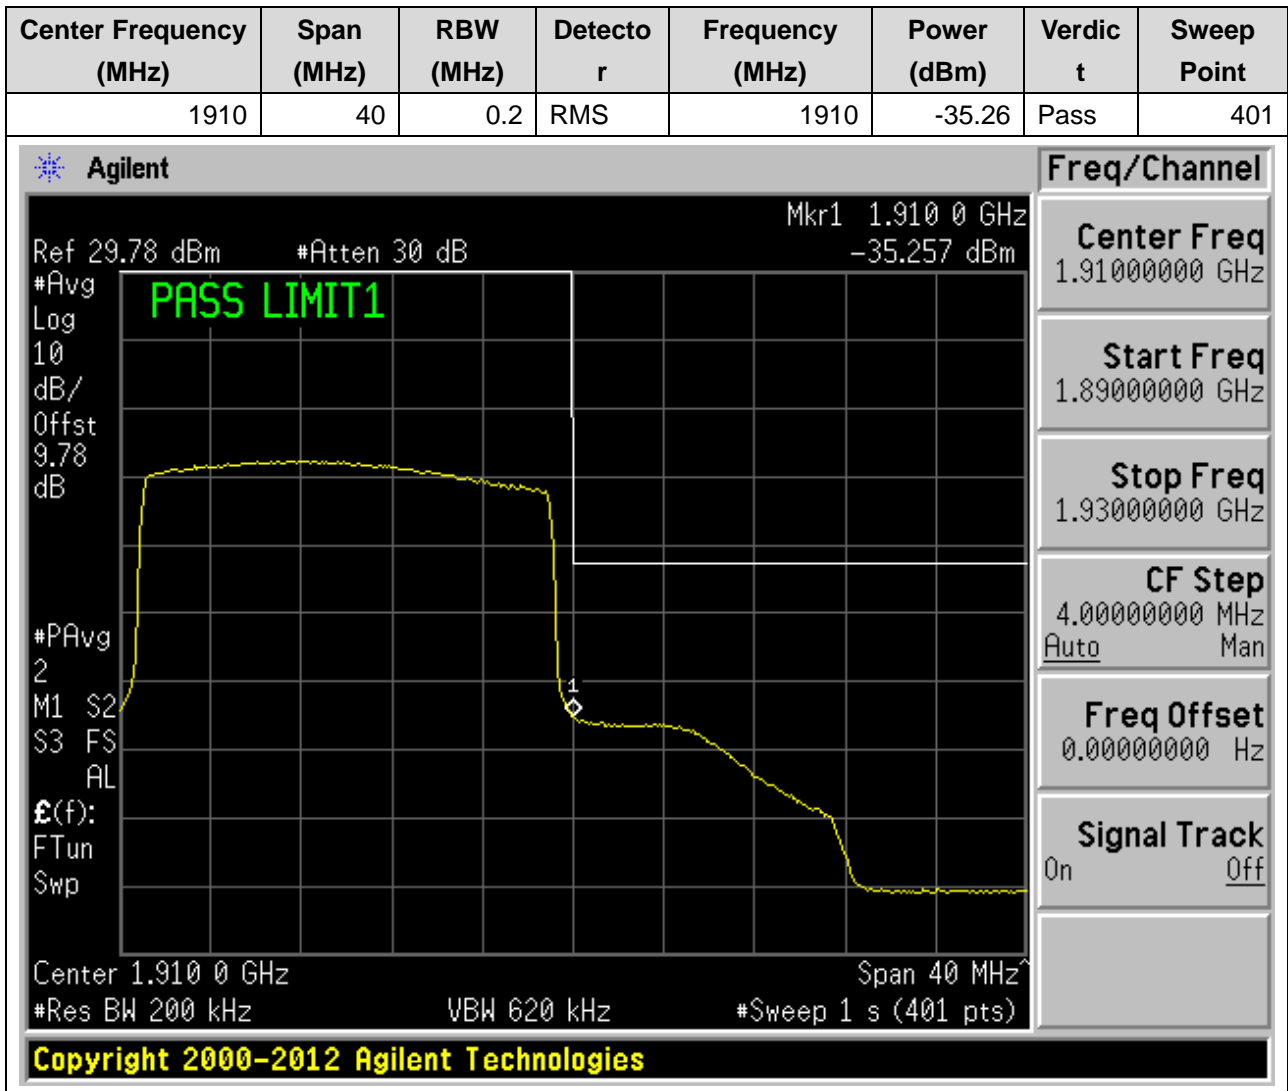 Center Frequency Span RBW Detecto Frequency Power Verdic Sweep
(MHz) (MHz) (MHz) r (MHz) (dBm) t Point
1910 40 0.2 RMS 1910 -35.26 Pass 401
Agilent Freq/Channel
Mkr1 1.910 0 GHz
Ref 29.78 dBm #Atten 30 dB -35.257 dBm
#Avg
Log
10
dB/
Offst
9.78
dB
PASS LIMIT1
#PAvg
2
M1 S2
S3 FS
AL
£(f):
FTun
Swp
1
Center 1.910 0 GHz Span 40 MHz^
#Res BW 200 kHz VBW 620 kHz #Sweep 1 s (401 pts)
Center Freq
1.91000000 GHz
Start Freq
1.89000000 GHz
Stop Freq
1.93000000 GHz
CF Step
4.00000000 MHz
Auto Man
Freq Offset
0.00000000 Hz
Signal Track
On Off
Copyright 2000-2012 Agilent Technologies